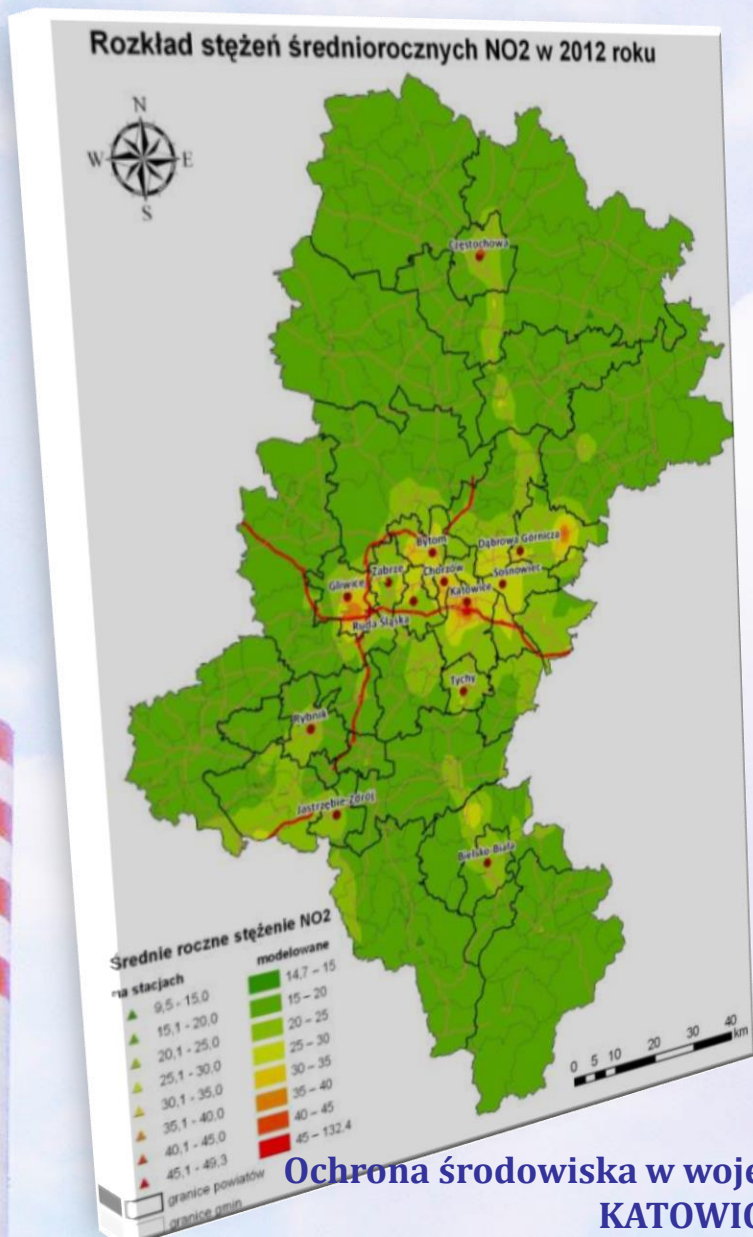 Rozkład stężeń średniorocznych NO2 w 2012 roku
N
W E
S
Częstochowa
Bytom
Dąbrowa Górnicza
Gliwice
Zabrze
Chorzów
Sosnowiec
Katowice
Ruda Śląska
Tychy
Rybnik
Jastrzębie-Zdrój
Bielsko-Biała
Średnie roczne stężenie NO2
na stacjach
9,5 - 15,0
15,1 - 20,0
20,1 - 25,0
25,1 - 30,0
30,1 - 35,0
35,1 - 40,0
40,1 - 45,0
45,1 - 49,3
modelowane
14,7 – 15
15 – 20
20 – 25
25 – 30
30 – 35
35 – 40
40 – 45
45 – 132,4
granice powiatów
granice gmin
0 5 10 20 30 40
km
Ochrona środowiska w woje
KATOWIC